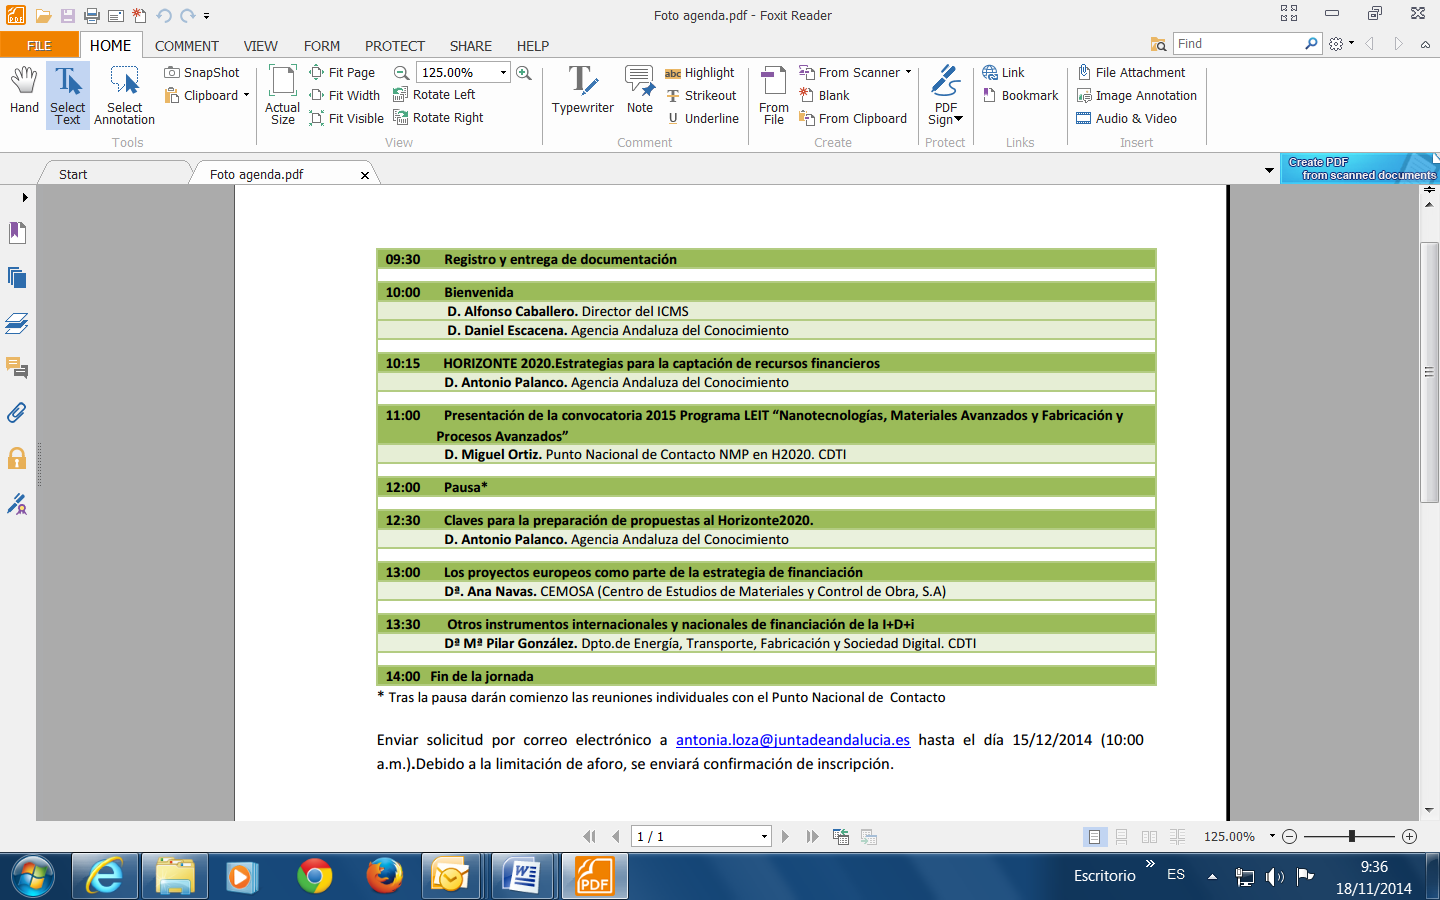 Foto agenda.pdf - Foxit Reader
FILE HOME COMMENT VIEW FORM PROTECT SHARE HELP Find
Hand
Select Text
Select Annotation
SnapShot
Clipboard
Tools
Actual Size
Fit Page
Fit Width
Fit Visible
125.00%
Rotate Left
Rotate Right
View
Typewriter
Note
abc Highlight
T Strikeout
U Underline
Comment
From File
From Scanner
Blank
From Clipboard
Create
PDF Sign
Protect
Link
Bookmark
Links
File Attachment
Image Annotation
Audio & Video
Insert
Start
Foto agenda.pdf
Create PDF
from scanned documents
09:30 Registro y entrega de documentación
10:00 Bienvenida
D. Alfonso Caballero. Director del ICMS
D. Daniel Escacena. Agencia Andaluza del Conocimiento
10:15 HORIZONTE 2020.Estrategias para la captación de recursos financieros
D. Antonio Palanco. Agencia Andaluza del Conocimiento
11:00 Presentación de la convocatoria 2015 Programa LEIT “Nanotecnologías, Materiales Avanzados y Fabricación y
Procesos Avanzados”
D. Miguel Ortiz. Punto Nacional de Contacto NMP en H2020. CDTI
12:00 Pausa*
12:30 Claves para la preparación de propuestas al Horizonte2020.
D. Antonio Palanco. Agencia Andaluza del Conocimiento
13:00 Los proyectos europeos como parte de la estrategia de financiación
Dª. Ana Navas. CEMOSA (Centro de Estudios de Materiales y Control de Obra, S.A)
13:30 Otros instrumentos internacionales y nacionales de financiación de la I+D+i
Dª Mª Pilar González. Dpto.de Energía, Transporte, Fabricación y Sociedad Digital. CDTI
14:00 Fin de la jornada
* Tras la pausa darán comienzo las reuniones individuales con el Punto Nacional de Contacto
Enviar solicitud por correo electrónico a antonia.loza@juntadeandalucia.es hasta el día 15/12/2014 (10:00
a.m.).Debido a la limitación de aforo, se enviará confirmación de inscripción.
1 / 1
125.00%
PDF
Escritorio
ES
9:36
18/11/2014